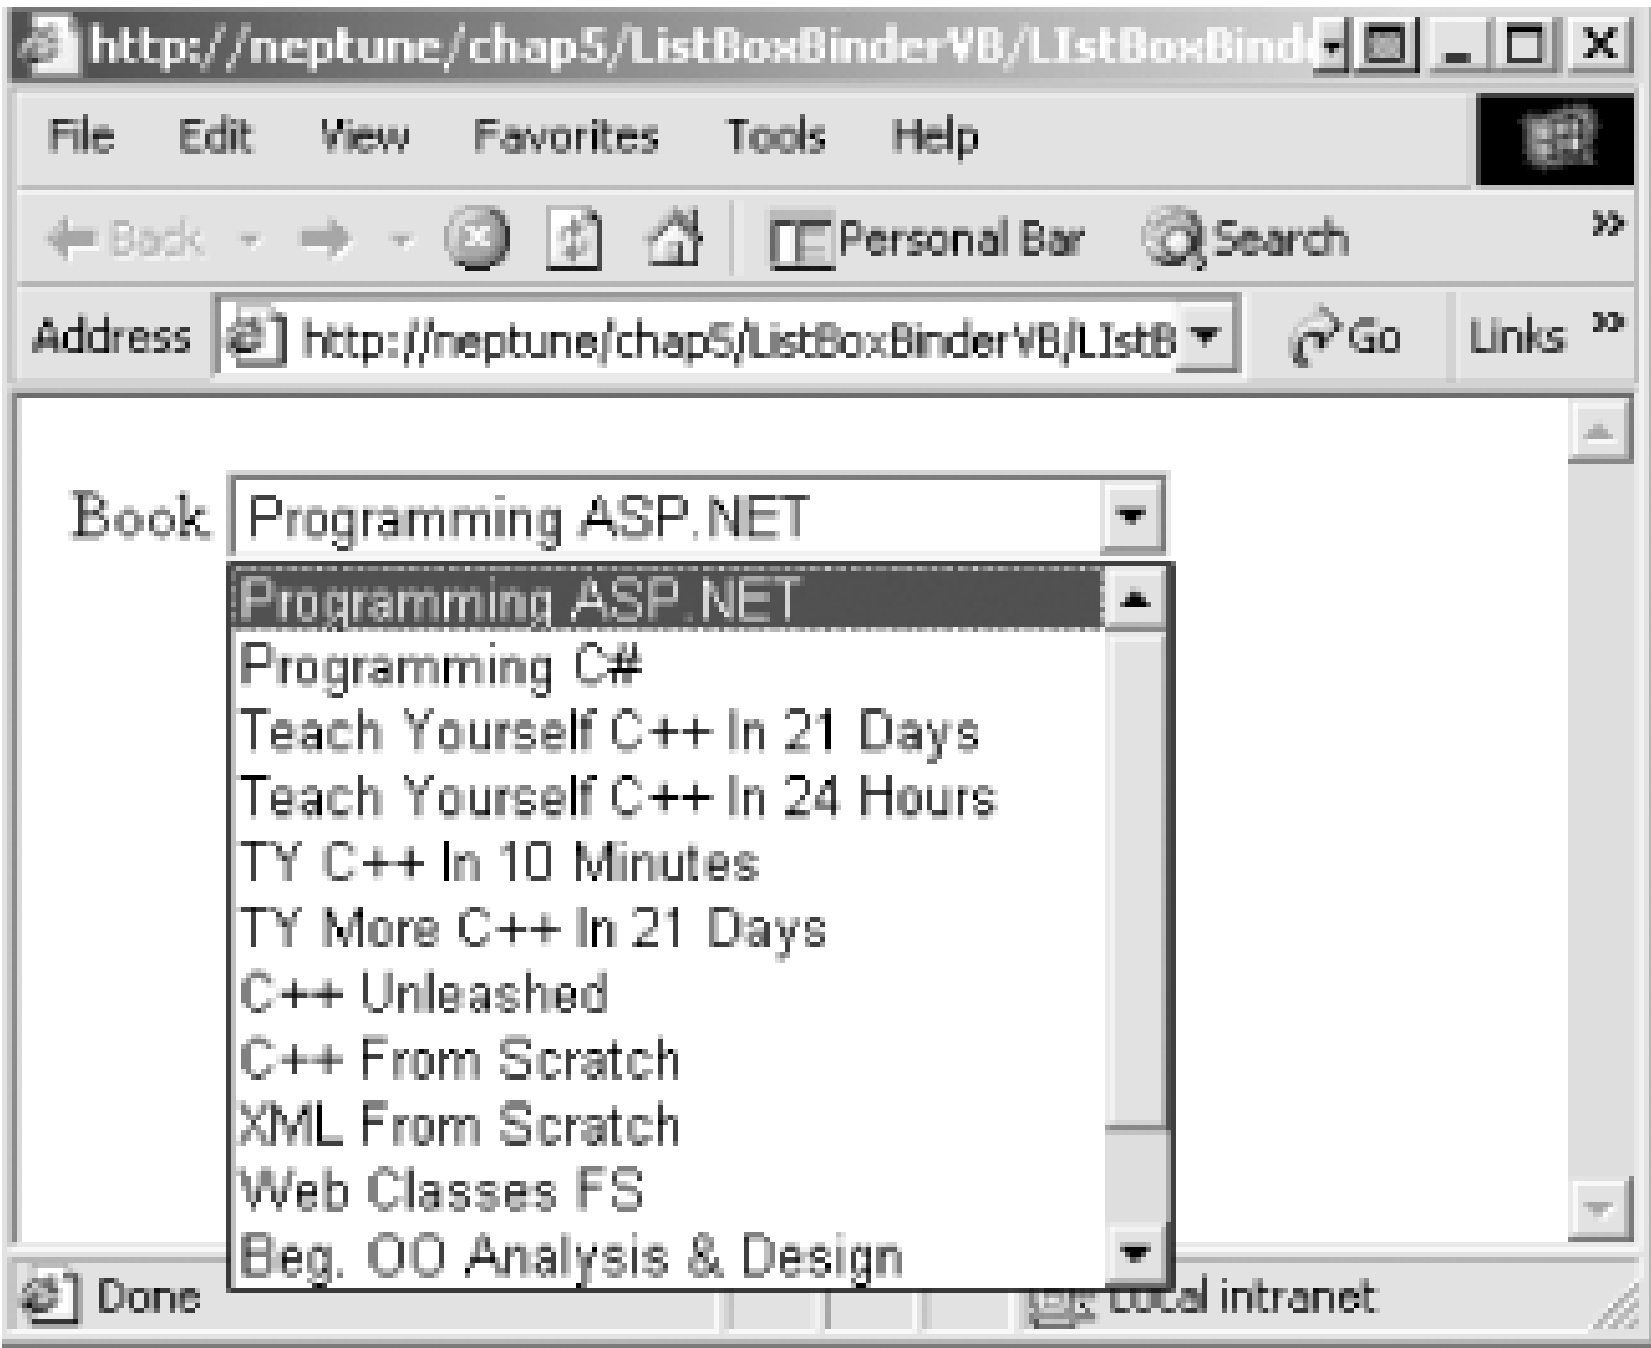 http://neptune/chap5/ListBoxBinderVB/LIstBoxBinde
File Edit View Favorites Tools Help
Back Personal Bar Search »
Address http://neptune/chap5/ListBoxBinderVB/LIstB Go Links »
Book Programming ASP.NET
Programming ASP.NET
Programming C#
Teach Yourself C++ In 21 Days
Teach Yourself C++ In 24 Hours
TY C++ In 10 Minutes
TY More C++ In 21 Days
C++ Unleashed
C++ From Scratch
XML From Scratch
Web Classes FS
Beg. OO Analysis & Design
Done Local intranet